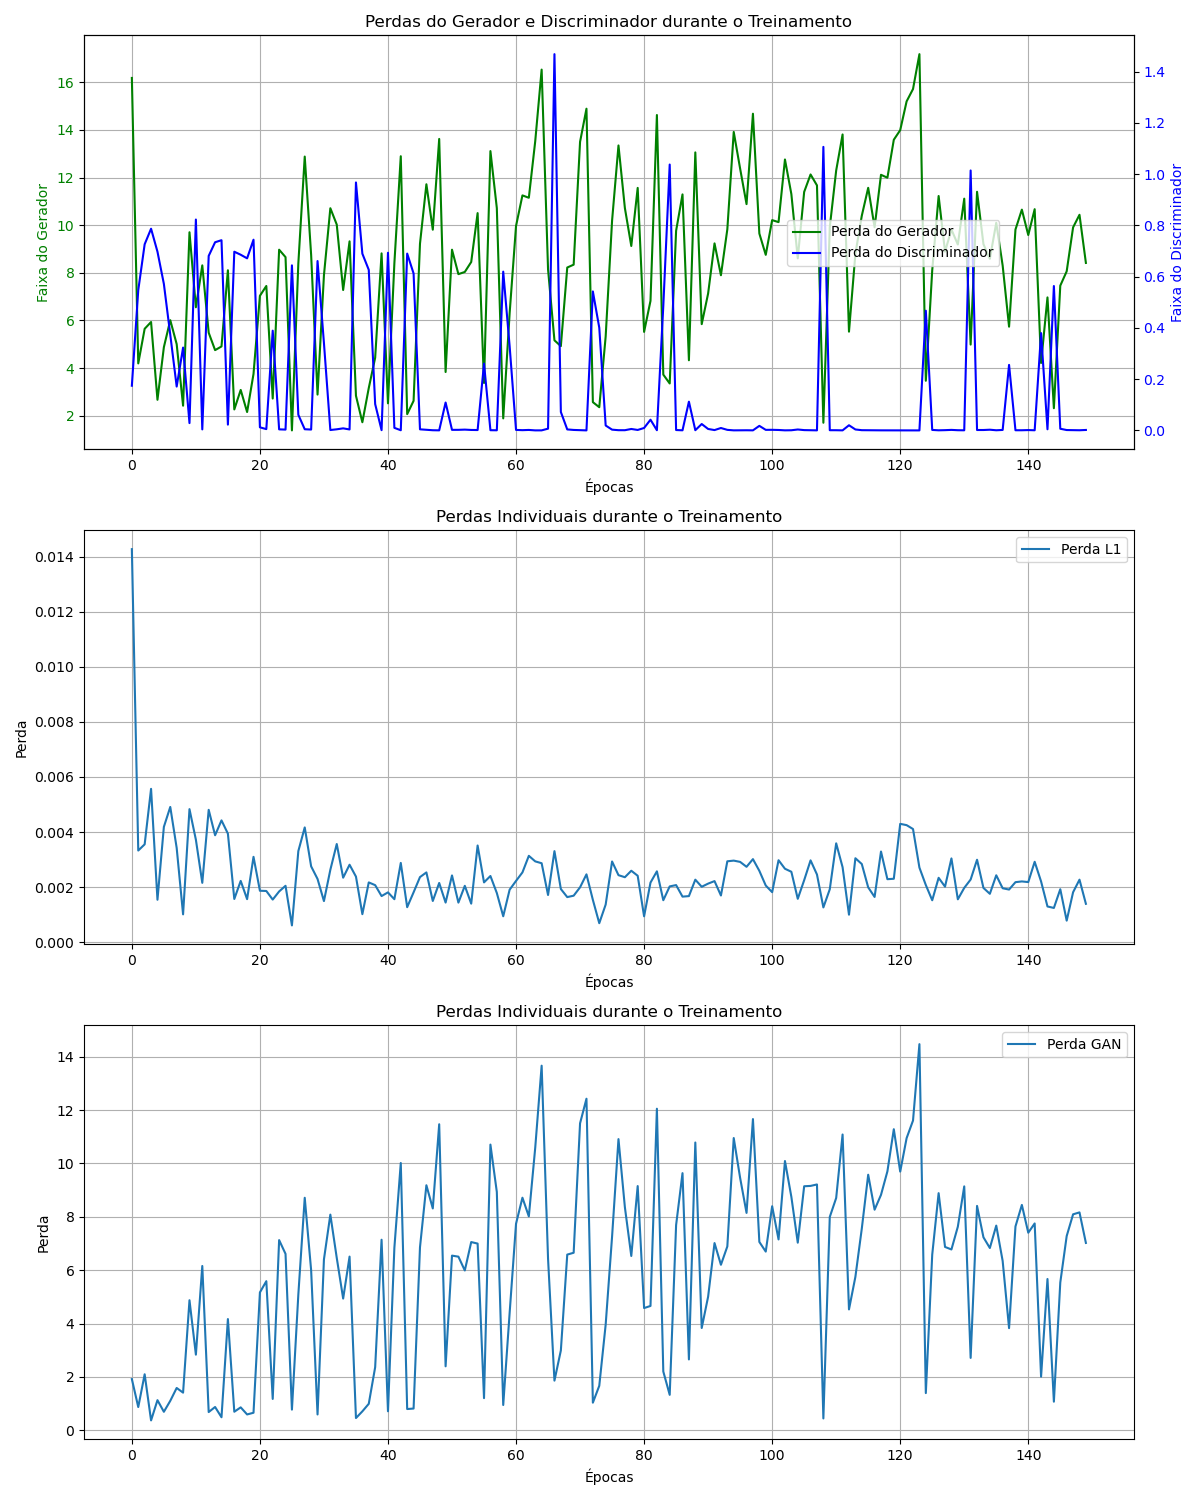 Perdas do Gerador e Discriminador durante o Treinamento
Faixa do Gerador
16
14
12
10
8
6
4
2
1.4
1.2
1.0
0.8
0.6
0.4
0.2
0.0
Faixa do Discriminador
Perda do Gerador
Perda do Discriminador
0 20 40 60 80 100 120 140
Épocas
Perdas Individuais durante o Treinamento
Perda
0.014
0.012
0.010
0.008
0.006
0.004
0.002
0.000
Perda L1
0 20 40 60 80 100 120 140
Épocas
Perdas Individuais durante o Treinamento
Perda
14
12
10
8
6
4
2
0
Perda GAN
0 20 40 60 80 100 120 140
Épocas